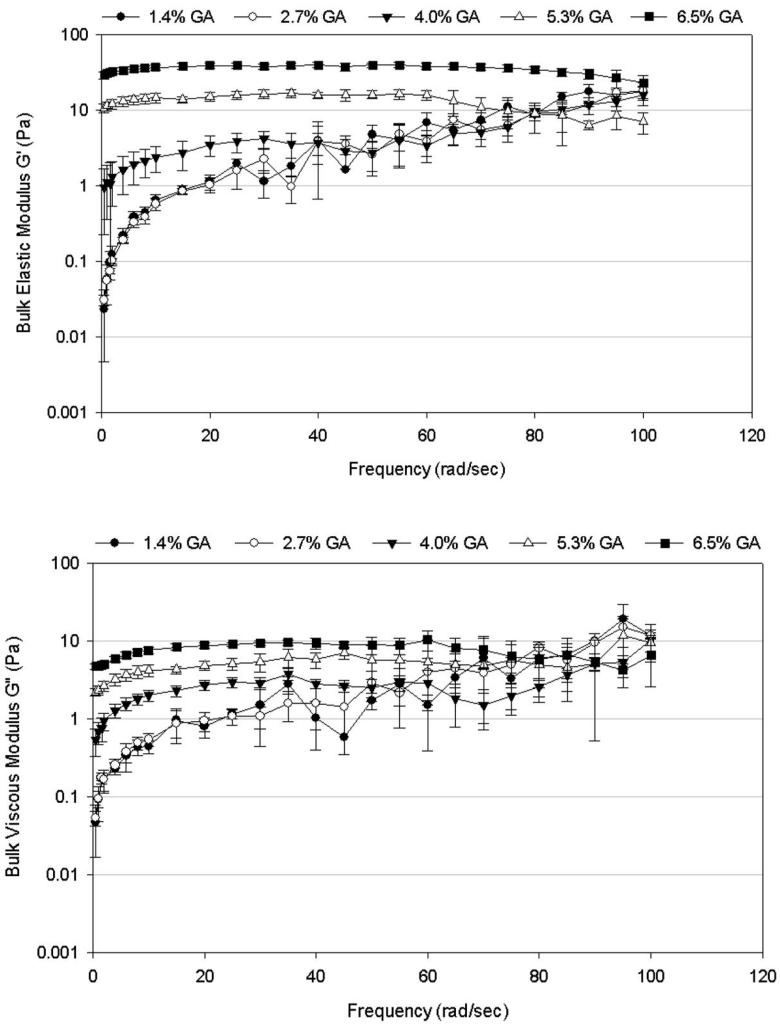 1.4% GA 2.7% GA 4.0% GA 5.3% GA 6.5% GA
100
10
1
0.1
0.01
0.001
Bulk Elastic Modulus G' (Pa)
0 20 40 60 80 100 120
Frequency (rad/sec)
1.4% GA 2.7% GA 4.0% GA 5.3% GA 6.5% GA
100
10
1
0.1
0.01
0.001
Bulk Viscous Modulus G" (Pa)
0 20 40 60 80 100 120
Frequency (rad/sec)